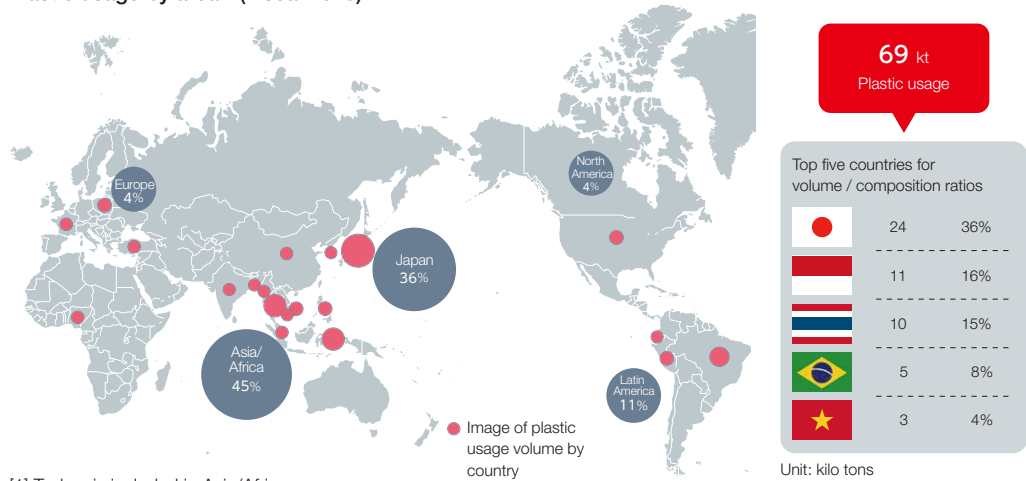 69 kt
Plastic usage
Europe
4%
North
America
4%
Japan
36%
Asia/
Africa
45%
Latin
America
11%
Image of plastic
usage volume by
country
Top five countries for
volume / composition ratios
24 36%
11 16%
10 15%
5 8%
3 4%
Unit: kilo tons